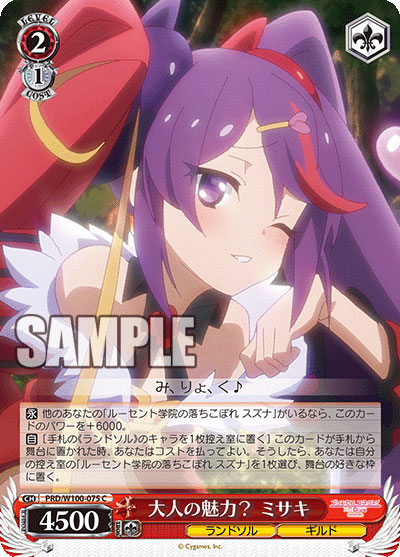 LEVEL
2
1
COST
SAMPLE
み、りょ、く♪
永 他のあなたの「ルーセント学院の落ちこぼれ スズナ」がいるなら、このカー
ドのパワーを+6000。
自 [手札の《ランドソル》のキャラを1枚控え室に置く] このカードが手札から
舞台に置かれた時、あなたはコストを払ってよい。そうしたら、あなたは自分
の控え室の「ルーセント学院の落ちこぼれ スズナ」を1枚選び、舞台の好きな枠
に置く。
CH PRD/W100-075 C
4500
大人の魅力? ミサキ
ランドソル
ギルド
© Cygames, Inc.